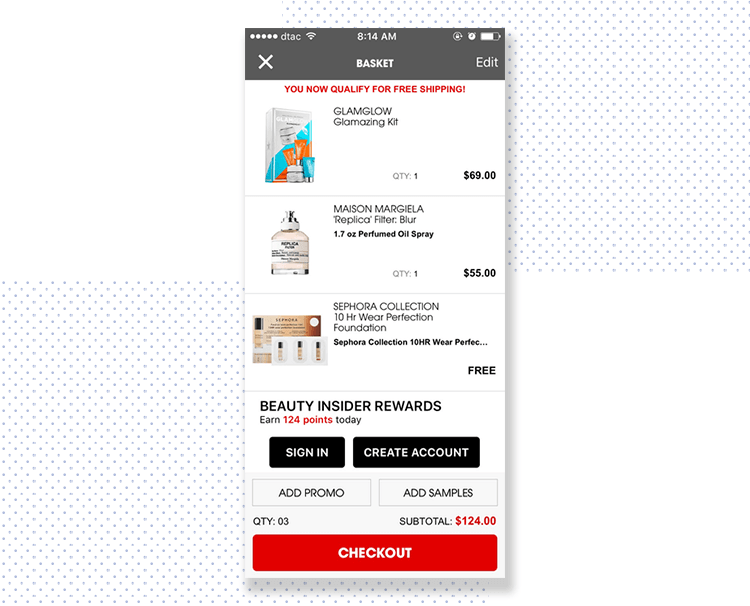 dtac 8:14 AM
BASKET Edit
YOU NOW QUALIFY FOR FREE SHIPPING!
GLAMGLOW
Glamazing Kit
QTY: 1 $69.00
MAISON MARGIELA
'Replica' Filter: Blur
1.7 oz Perfumed Oil Spray
REPLICA
FILTER
QTY: 1 $55.00
SEPHORA COLLECTION
10 Hr Wear Perfection
Foundation
SEPHORA
Sephora Collection 10HR Wear Perfec...
FREE
BEAUTY INSIDER REWARDS
Earn 124 points today
SIGN IN CREATE ACCOUNT
ADD PROMO ADD SAMPLES
QTY: 03 SUBTOTAL: $124.00
CHECKOUT